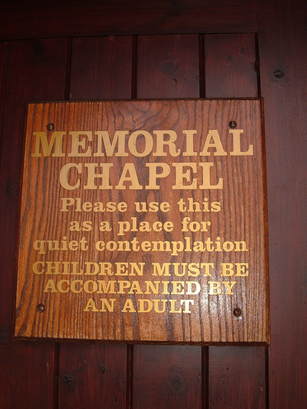 MEMORIAL
CHAPEL
Please use this
as a place for
quiet contemplation
CHILDREN MUST BE
ACCOMPANIED BY
AN ADULT